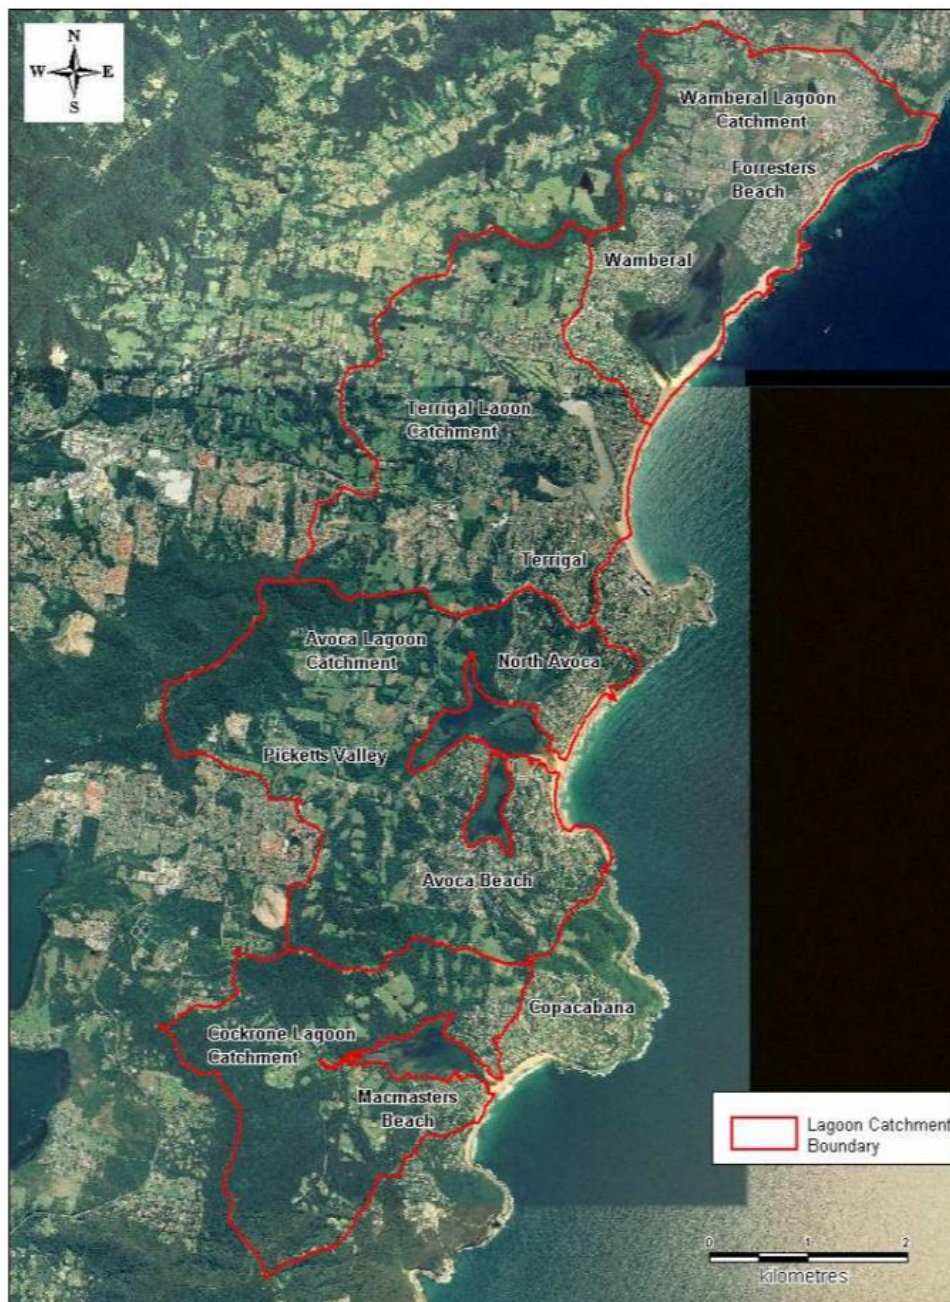 N
W E
S
Wamberal Lagoon
Catchment
Forresters
Beach
Wamberal
Terrigal Laoon
Catchment
Terrigal
Avoca Lagoon
Catchment
North Avoca
Picketts Valley
Avoca Beach
Copacabana
Cockrone Lagoon
Catchment
Macmasters
Beach
Lagoon Catchment
Boundary
0 1 2
kilometres